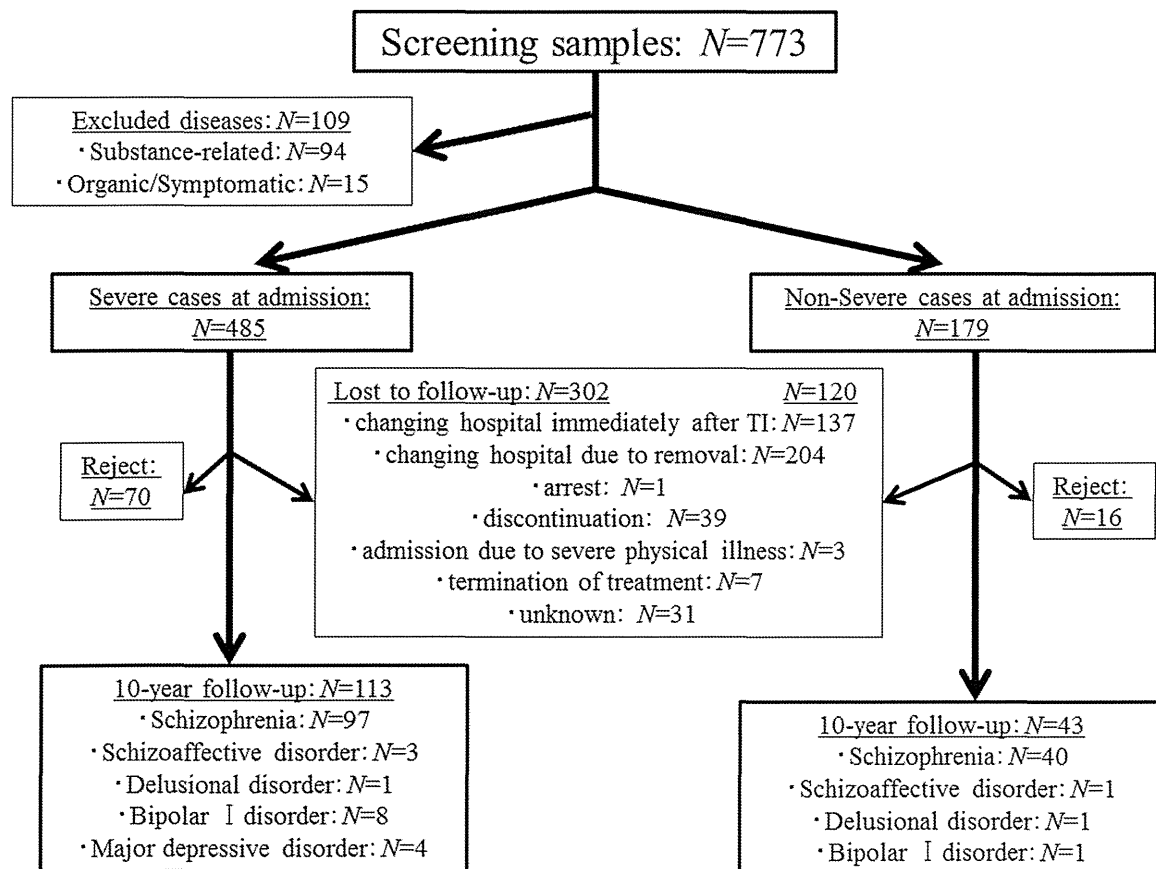 Screening samples: N=773
Excluded diseases: N=109
・Substance-related: N=94
・Organic/Symptomatic: N=15
Severe cases at admission:
N=485
Non-Severe cases at admission:
N=179
Lost to follow-up: N=302 N=120
・changing hospital immediately after TI: N=137
・changing hospital due to removal: N=204
・arrest: N=1
・discontinuation: N=39
・admission due to severe physical illness: N=3
・termination of treatment: N=7
・unknown: N=31
Reject:
N=70
Reject:
N=16
10-year follow-up: N=113
・Schizophrenia: N=97
・Schizoaffective disorder: N=3
・Delusional disorder: N=1
・Bipolar Ⅰ disorder: N=8
・Major depressive disorder: N=4
10-year follow-up: N=43
・Schizophrenia: N=40
・Schizoaffective disorder: N=1
・Delusional disorder: N=1
・Bipolar Ⅰ disorder: N=1